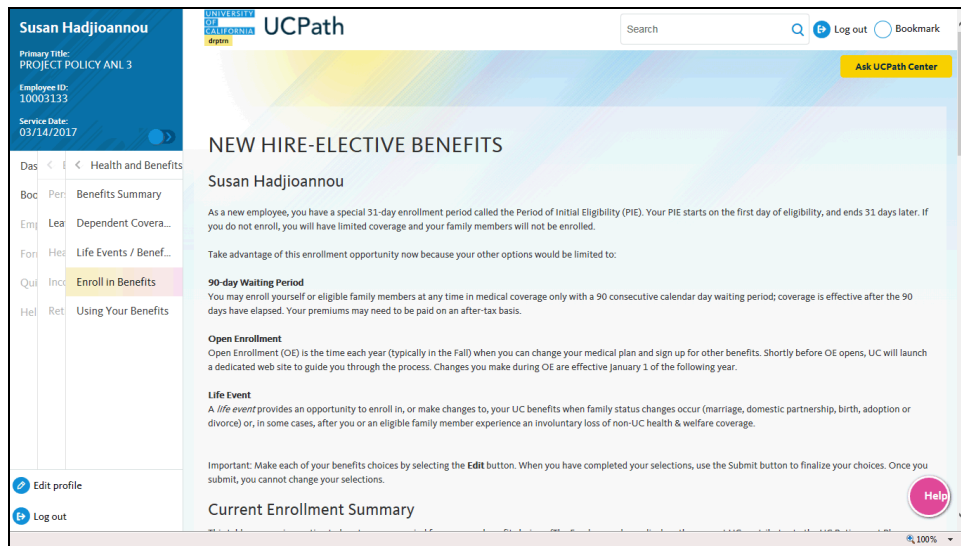 Susan Hadjioannou
Primary Title:
PROJECT POLICY ANL 3
Employee ID:
10003133
Service Date:
03/14/2017
UNIVERSITY
OF
CALIFORNIA
drptrn
UCPath
Search
Log out
Bookmark
Ask UCPath Center
Das
Boo
Emp
For
Qui
Hel
Per
Lea
Hea
Inco
Ret
Health and Benefits
Benefits Summary
Dependent Covera...
Life Events / Benef...
Enroll in Benefits
Using Your Benefits
Edit profile
Log out
NEW HIRE-ELECTIVE BENEFITS
Susan Hadjioannou
As a new employee, you have a special 31-day enrollment period called the Period of Initial Eligibility (PIE). Your PIE starts on the first day of eligibility, and ends 31 days later. If
you do not enroll, you will have limited coverage and your family members will not be enrolled.
Take advantage of this enrollment opportunity now because your other options would be limited to:
90-day Waiting Period
You may enroll yourself or eligible family members at any time in medical coverage only with a 90 consecutive calendar day waiting period; coverage is effective after the 90
days have elapsed. Your premiums may need to be paid on an after-tax basis.
Open Enrollment
Open Enrollment (OE) is the time each year (typically in the Fall) when you can change your medical plan and sign up for other benefits. Shortly before OE opens, UC will launch
a dedicated web site to guide you through the process. Changes you make during OE are effective January 1 of the following year.
Life Event
A life event provides an opportunity to enroll in, or make changes to, your UC benefits when family status changes occur (marriage, domestic partnership, birth, adoption or
divorce) or, in some cases, after you or an eligible family member experience an involuntary loss of non-UC health & welfare coverage.
Important: Make each of your benefits choices by selecting the Edit button. When you have completed your selections, use the Submit button to finalize your choices. Once you
submit, you cannot change your selections.
Help
Current Enrollment Summary
100%